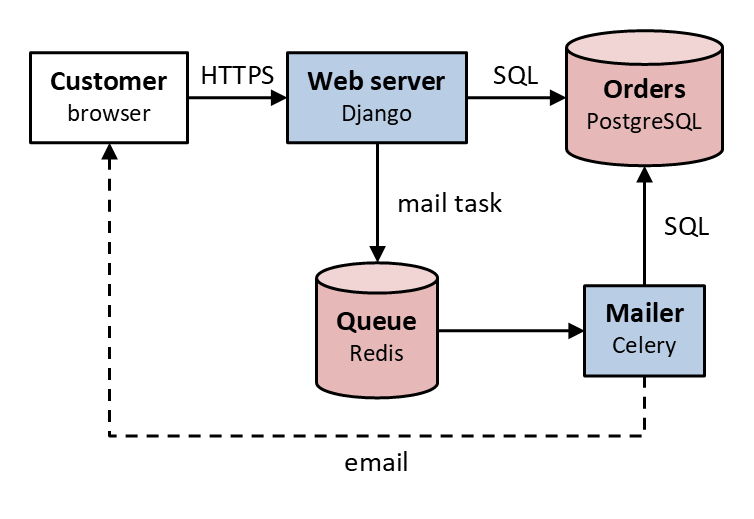 Customer
browser
HTTPS
Web server
Django
SQL
Orders
PostgreSQL
mail task
SQL
Queue
Redis
Mailer
Celery
email